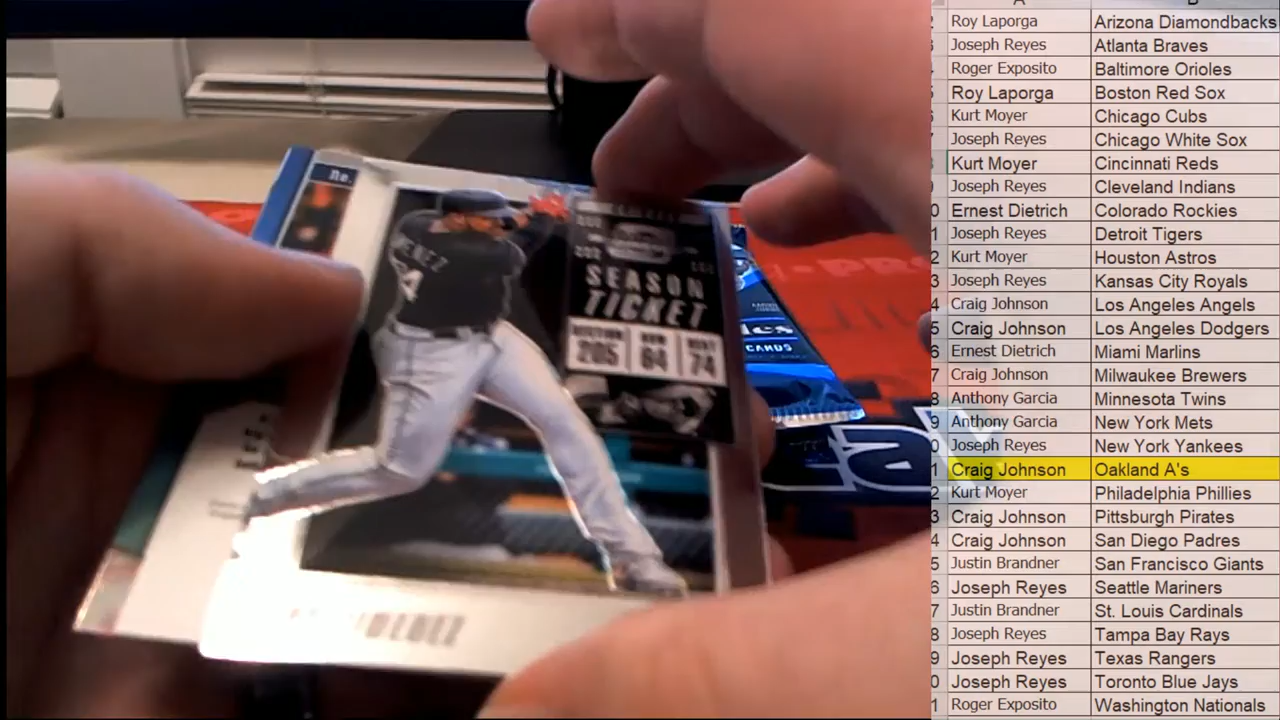 Roy Laporga Arizona Diamondbacks
Joseph Reyes Atlanta Braves
Roger Exposito Baltimore Orioles
Roy Laporga Boston Red Sox
Kurt Moyer Chicago Cubs
Joseph Reyes Chicago White Sox
Kurt Moyer Cincinnati Reds
Joseph Reyes Cleveland Indians
Ernest Dietrich Colorado Rockies
Joseph Reyes Detroit Tigers
Kurt Moyer Houston Astros
Joseph Reyes Kansas City Royals
Craig Johnson Los Angeles Angels
Craig Johnson Los Angeles Dodgers
Ernest Dietrich Miami Marlins
Craig Johnson Milwaukee Brewers
Anthony Garcia Minnesota Twins
Anthony Garcia New York Mets
Joseph Reyes New York Yankees
Craig Johnson Oakland A's
Kurt Moyer Philadelphia Phillies
Craig Johnson Pittsburgh Pirates
Craig Johnson San Diego Padres
Justin Brandner San Francisco Giants
Joseph Reyes Seattle Mariners
Justin Brandner St. Louis Cardinals
Joseph Reyes Tampa Bay Rays
Joseph Reyes Texas Rangers
Joseph Reyes Toronto Blue Jays
Roger Exposito Washington Nationals
No.
SEASON
TICKET
205 64 74
CARDS